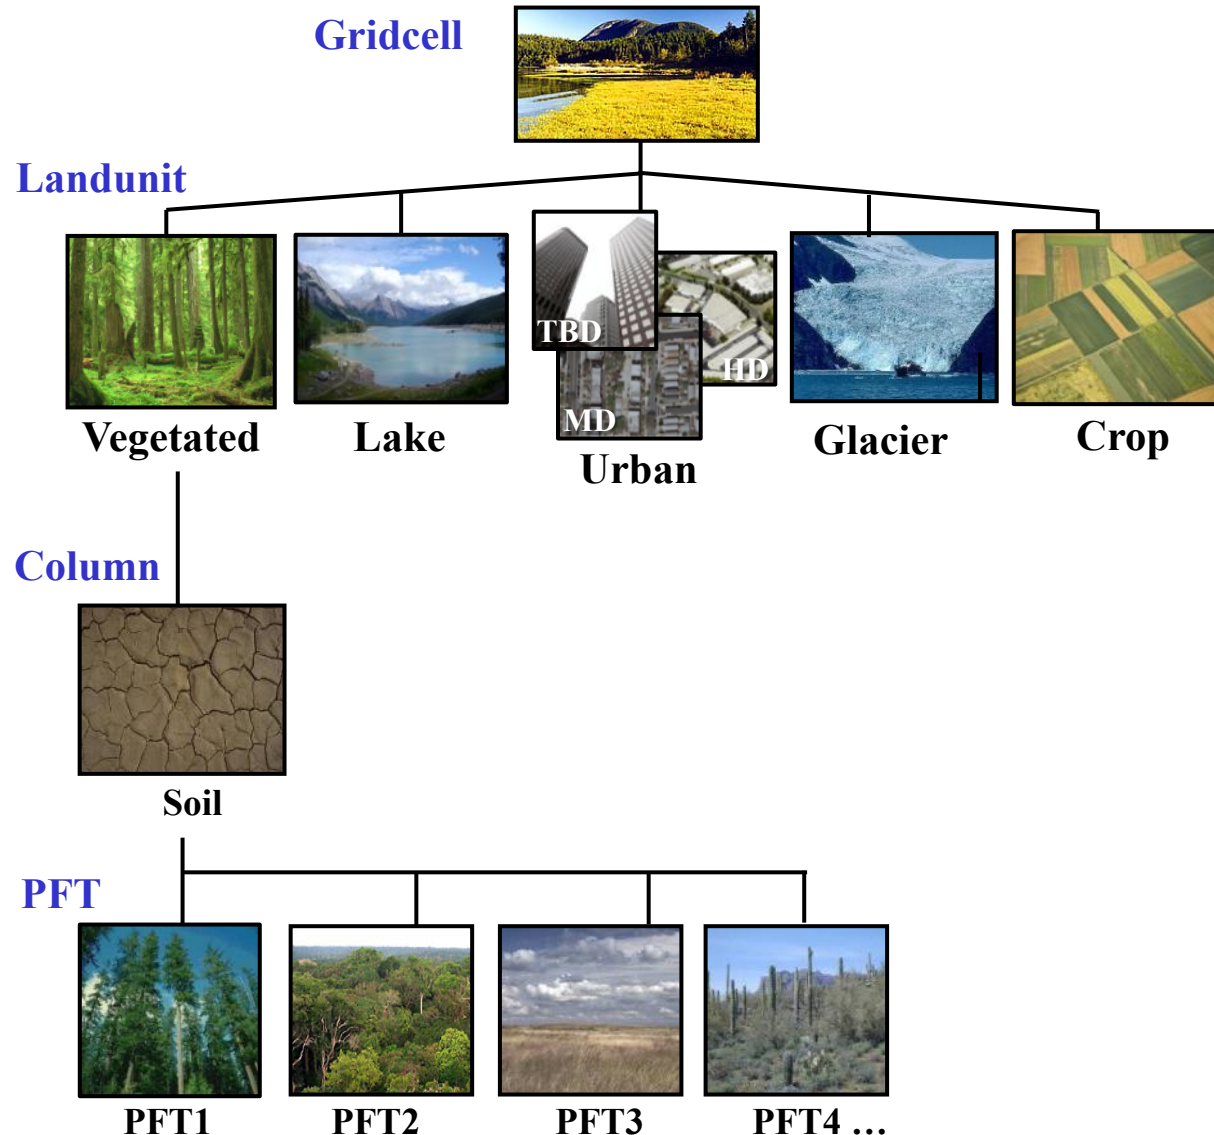 Gridcell
Landunit
TBD
HD
MD
Vegetated
Lake
Urban
Glacier
Crop
Column
Soil
PFT
PFT1
PFT2
PFT3
PFT4 ...